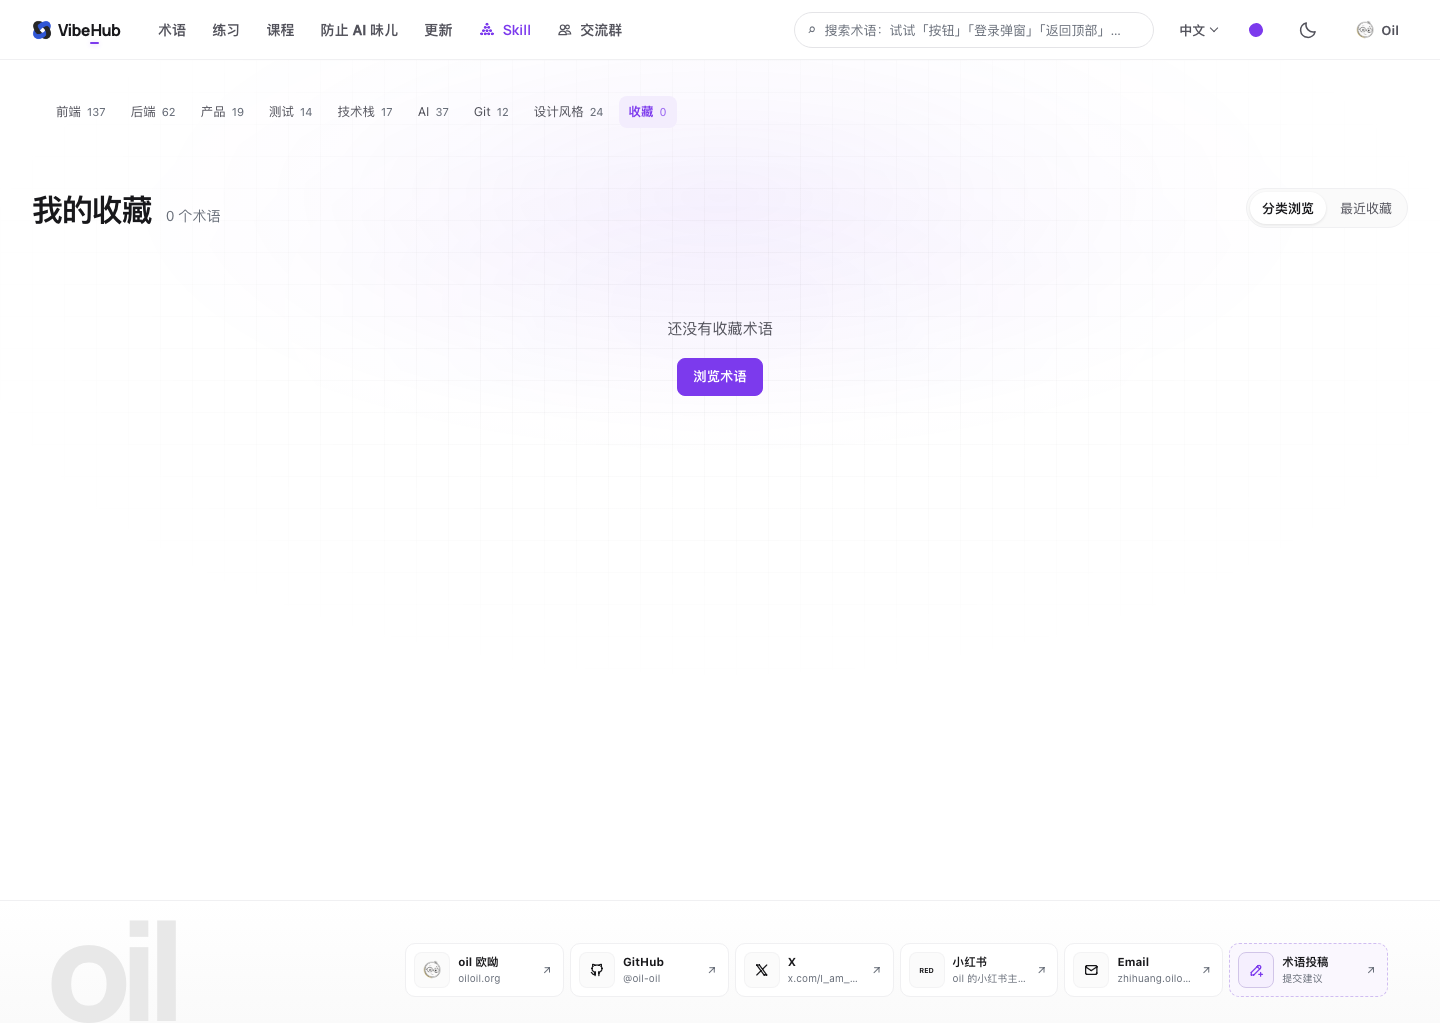 VibeHub 术语 练习 课程 防止 AI 味儿 更新 Skill 交流群 搜索术语：试试「按钮」「登录弹窗」「返回顶部」... 中文 Oil
前端 137 后端 62 产品 19 测试 14 技术栈 17 AI 37 Git 12 设计风格 24 收藏 0
我的收藏 0 个术语 分类浏览 最近收藏
还没有收藏术语
浏览术语
oil
oil 欧呦 GitHub X 小红书 Email 术语投稿
oiloil.org @oil-oil x.com/I_am_... RED oil 的小红书主... zhihuang.oilo... 提交建议